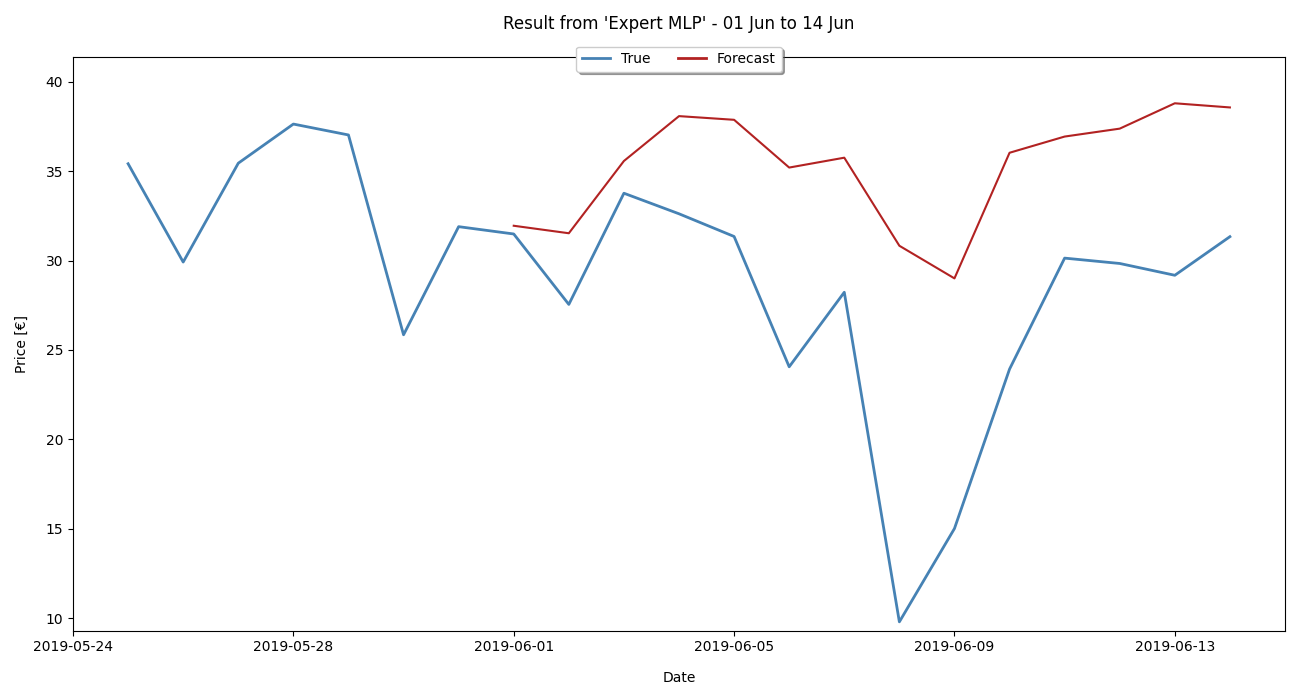 Result from 'Expert MLP' - 01 Jun to 14 Jun
True Forecast
40
35
30
25
20
15
10
Price [€]
2019-05-24 2019-05-28 2019-06-01 2019-06-05 2019-06-09 2019-06-13
Date